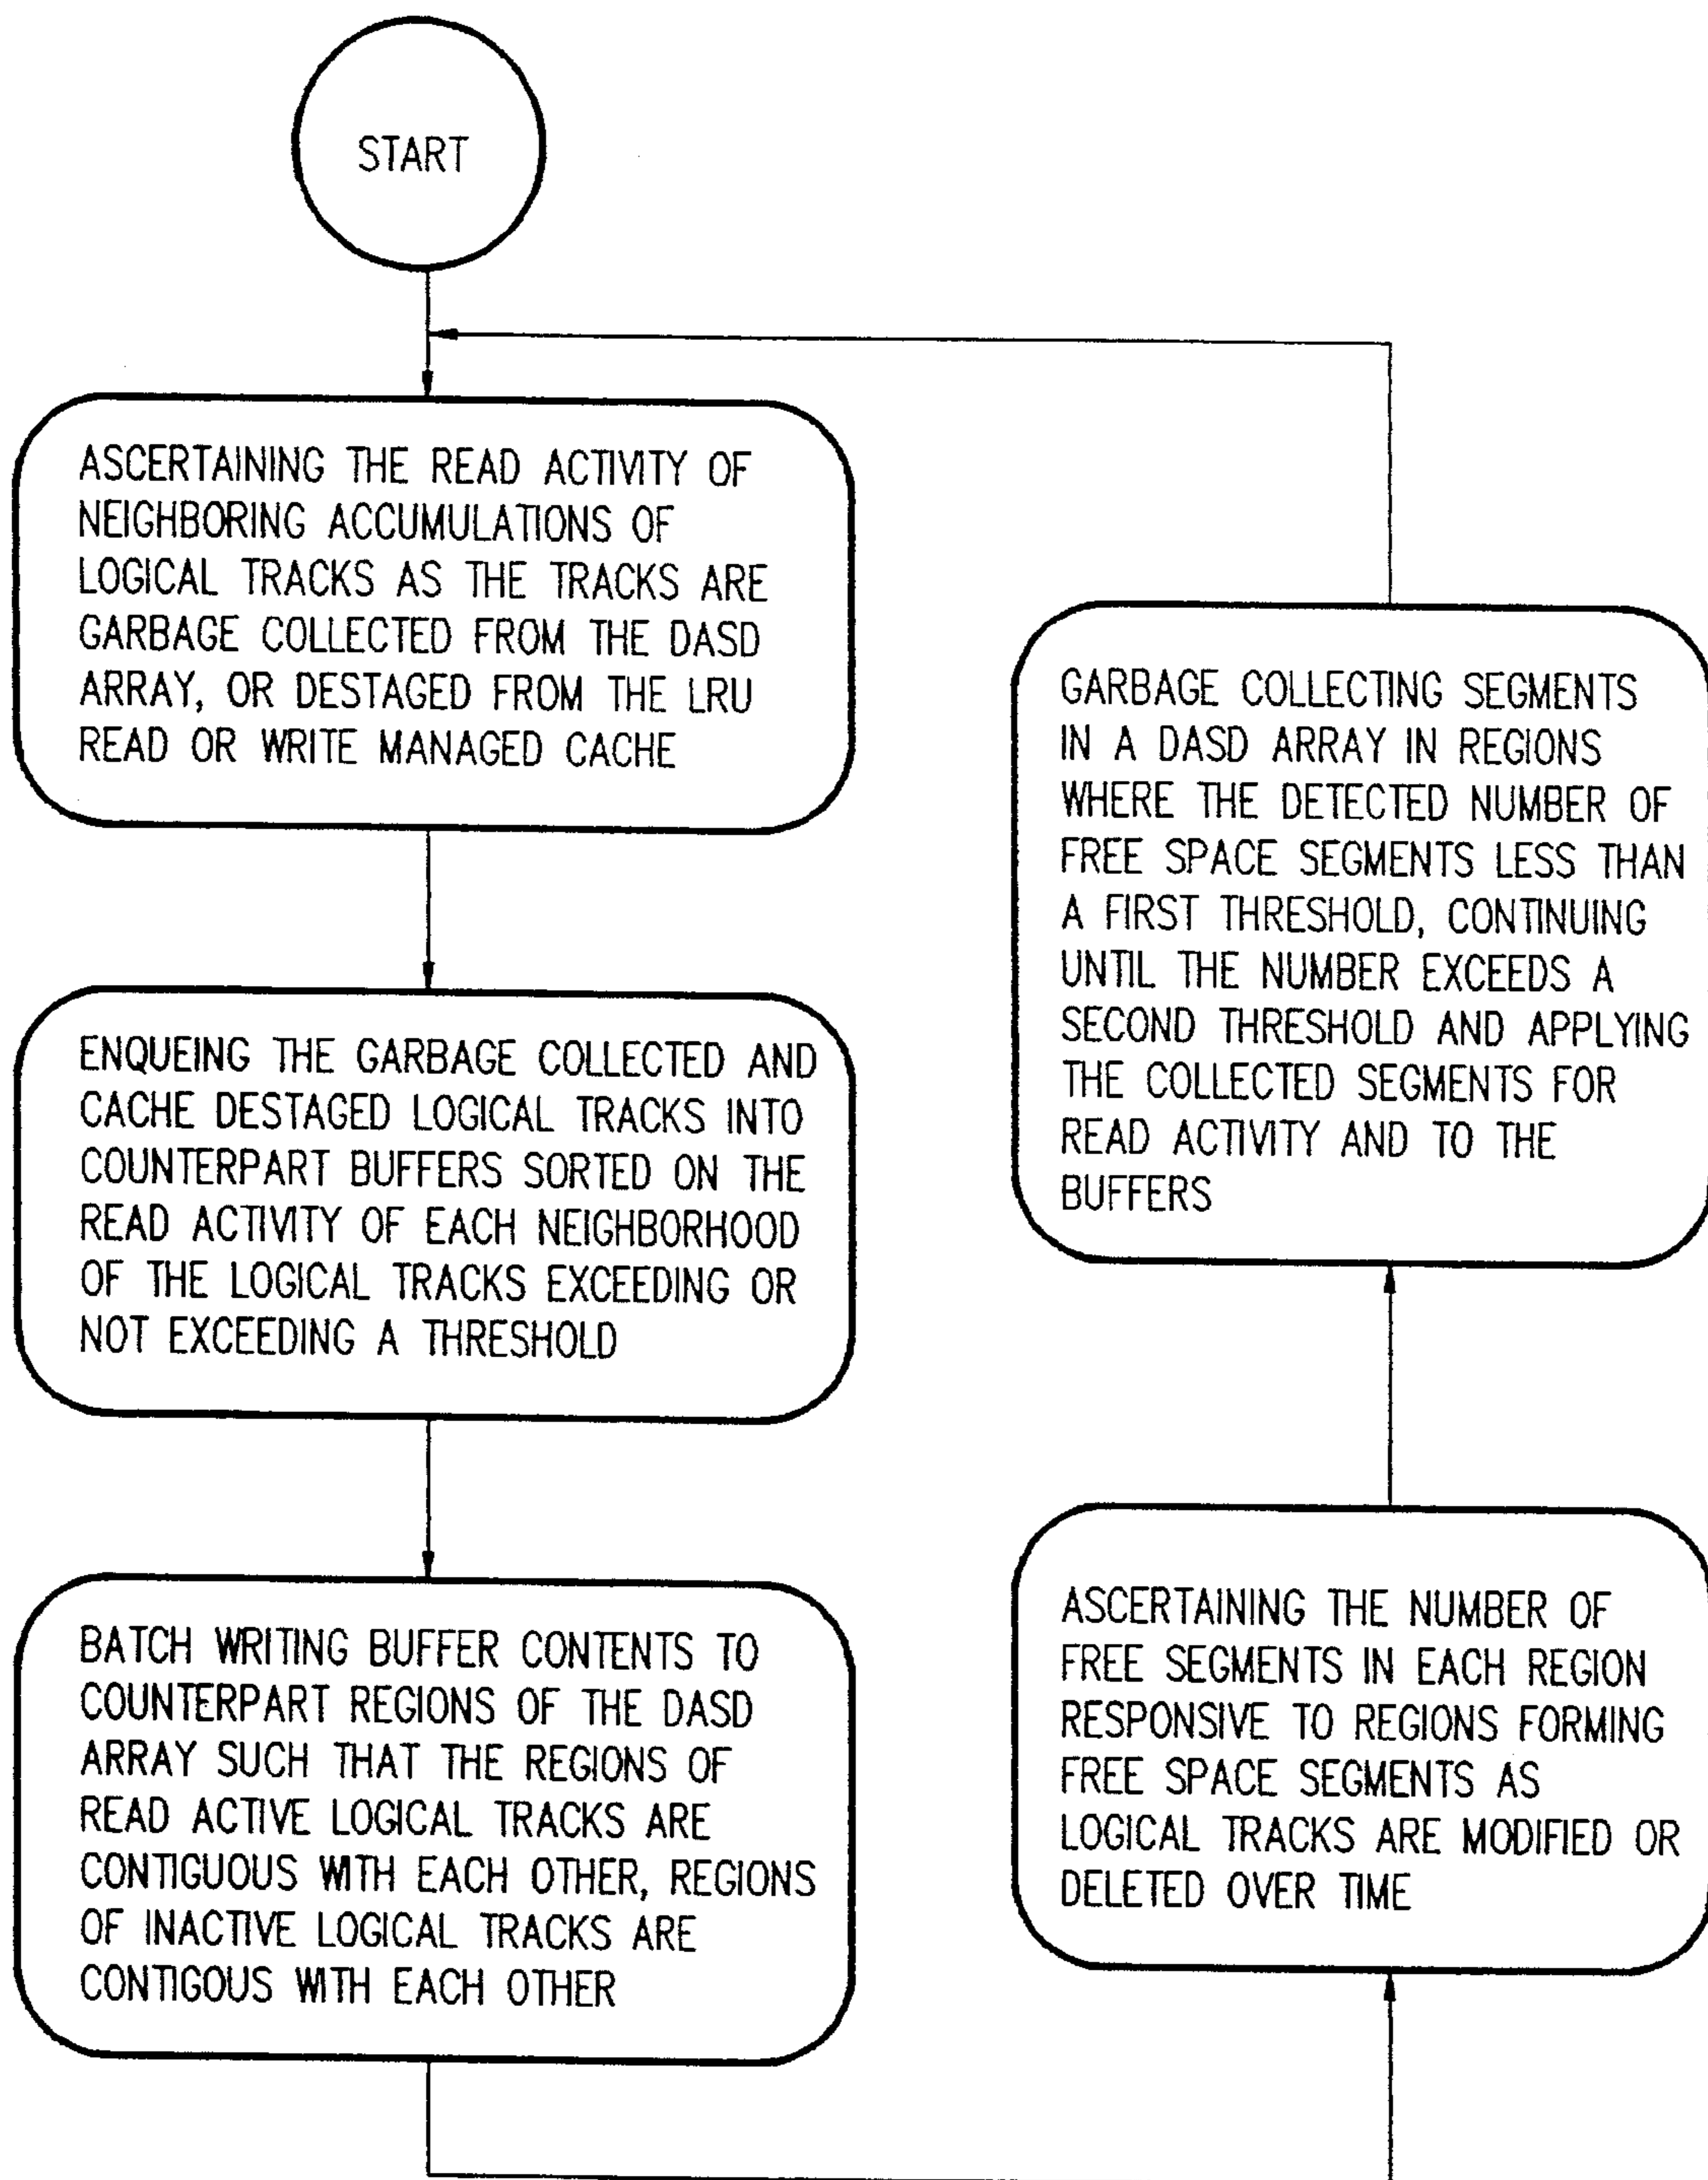 START
ASCERTAINING THE READ ACTIVITY OF
NEIGHBORING ACCUMULATIONS OF
LOGICAL TRACKS AS THE TRACKS ARE
GARBAGE COLLECTED FROM THE DASD
ARRAY, OR DESTAGED FROM THE LRU
READ OR WRITE MANAGED CACHE
ENQUEING THE GARBAGE COLLECTED AND
CACHE DESTAGED LOGICAL TRACKS INTO
COUNTERPART BUFFERS SORTED ON THE
READ ACTIVITY OF EACH NEIGHBORHOOD
OF THE LOGICAL TRACKS EXCEEDING OR
NOT EXCEEDING A THRESHOLD
BATCH WRITING BUFFER CONTENTS TO
COUNTERPART REGIONS OF THE DASD
ARRAY SUCH THAT THE REGIONS OF
READ ACTIVE LOGICAL TRACKS ARE
CONTIGUOUS WITH EACH OTHER, REGIONS
OF INACTIVE LOGICAL TRACKS ARE
CONTIGOUS WITH EACH OTHER
ASCERTAINING THE NUMBER OF
FREE SEGMENTS IN EACH REGION
RESPONSIVE TO REGIONS FORMING
FREE SPACE SEGMENTS AS
LOGICAL TRACKS ARE MODIFIED OR
DELETED OVER TIME
GARBAGE COLLECTING SEGMENTS
IN A DASD ARRAY IN REGIONS
WHERE THE DETECTED NUMBER OF
FREE SPACE SEGMENTS LESS THAN
A FIRST THRESHOLD, CONTINUING
UNTIL THE NUMBER EXCEEDS A
SECOND THRESHOLD AND APPLYING
THE COLLECTED SEGMENTS FOR
READ ACTIVITY AND TO THE
BUFFERS